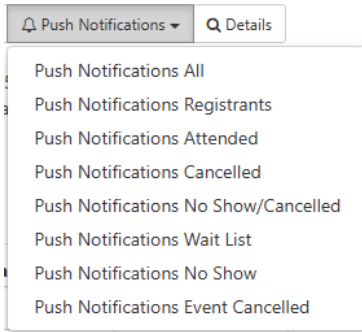 Push Notifications Details
Push Notifications All
Push Notifications Registrants
Push Notifications Attended
Push Notifications Cancelled
Push Notifications No Show/Cancelled
Push Notifications Wait List
Push Notifications No Show
Push Notifications Event Cancelled